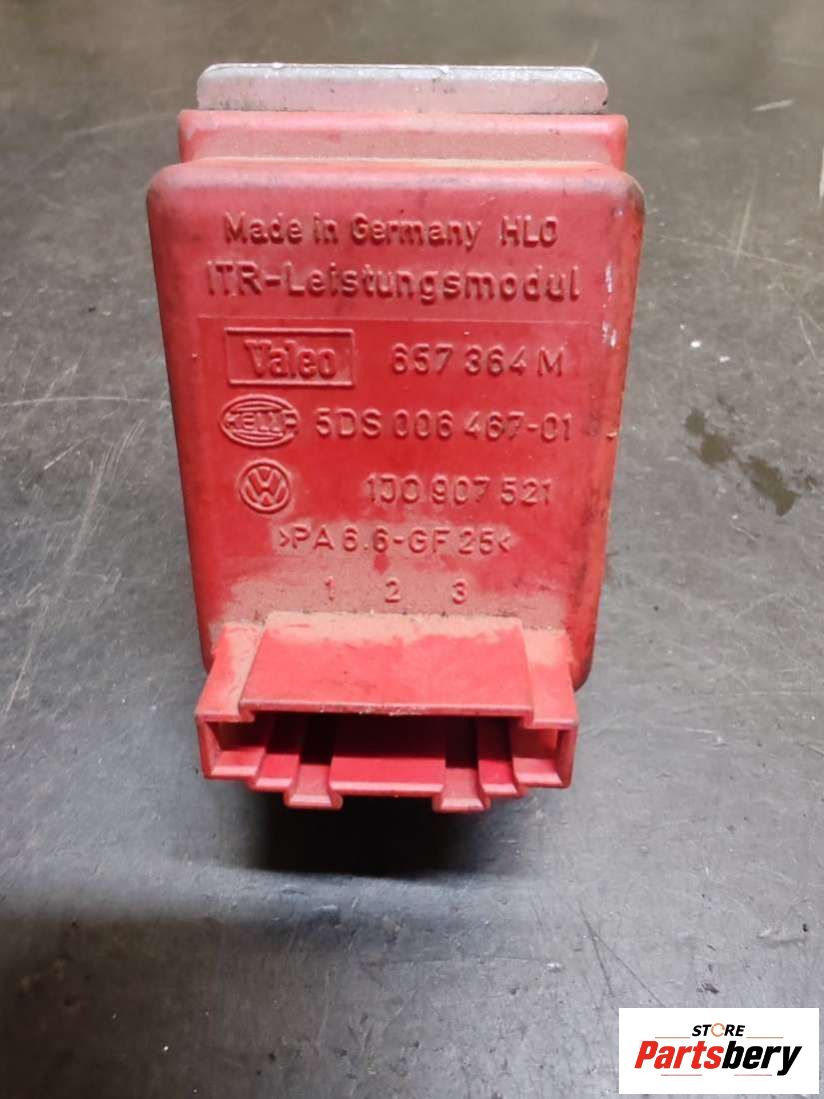 Made in Germany HLO
ITR-Leistungsmodul
Valeo 657 364 M
HELLA 5DS 006 467-01
VW 1J0 907 521
>PA 6.6-GF 25<
1 2 3
STORE
Partsbery